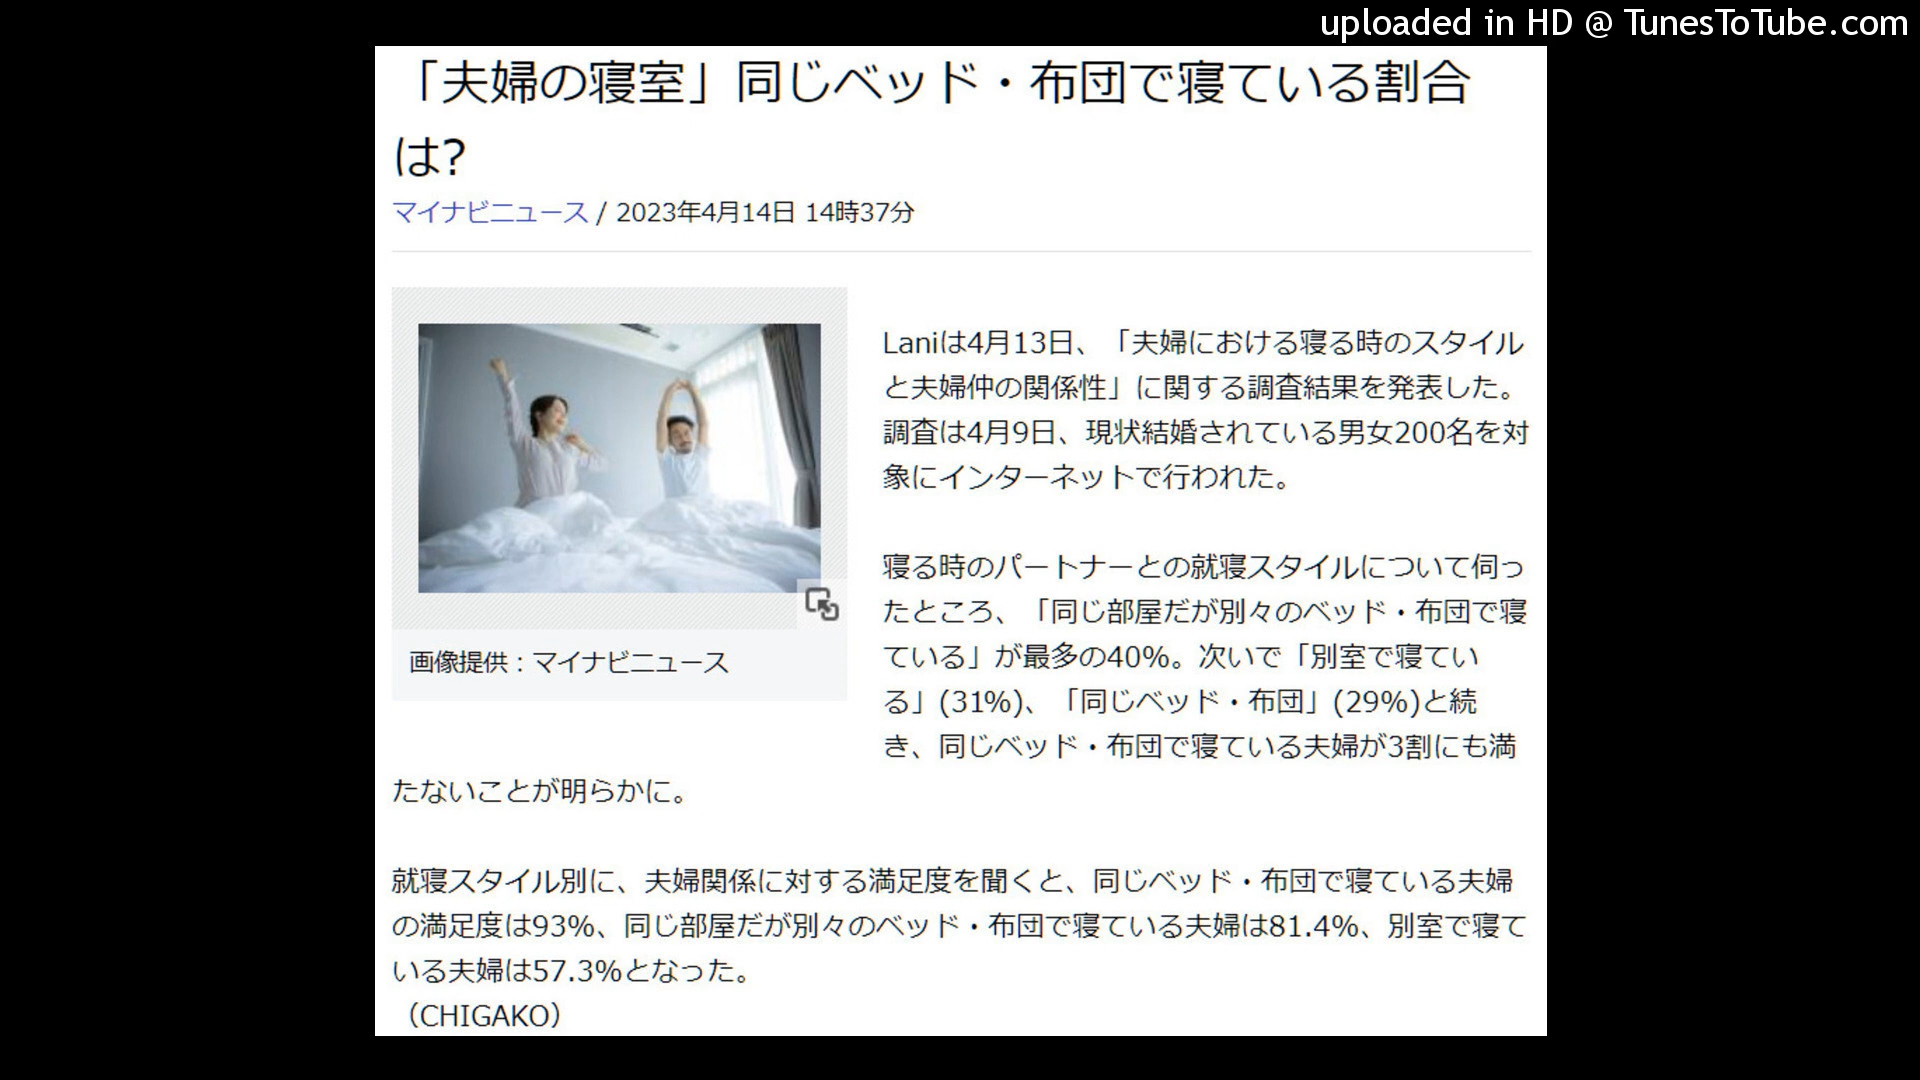 uploaded in HD @ TunesToTube.com
「夫婦の寝室」同じベッド・布団で寝ている割合
は?
マイナビニュース / 2023年4月14日 14時37分
Laniは4月13日、「夫婦における寝る時のスタイル
と夫婦仲の関係性」に関する調査結果を発表した。
調査は4月9日、現状結婚されている男女200名を対
象にインターネットで行われた。
寝る時のパートナーとの就寝スタイルについて伺っ
たところ、「同じ部屋だが別々のベッド・布団で寝
ている」が最多の40%。次いで「別室で寝てい
る」(31%)、「同じベッド・布団」(29%)と続
き、同じベッド・布団で寝ている夫婦が3割にも満
たないことが明らかに。
画像提供：マイナビニュース
就寝スタイル別に、夫婦関係に対する満足度を聞くと、同じベッド・布団で寝ている夫婦
の満足度は93%、同じ部屋だが別々のベッド・布団で寝ている夫婦は81.4%、別室で寝て
いる夫婦は57.3%となった。
（CHIGAKO）